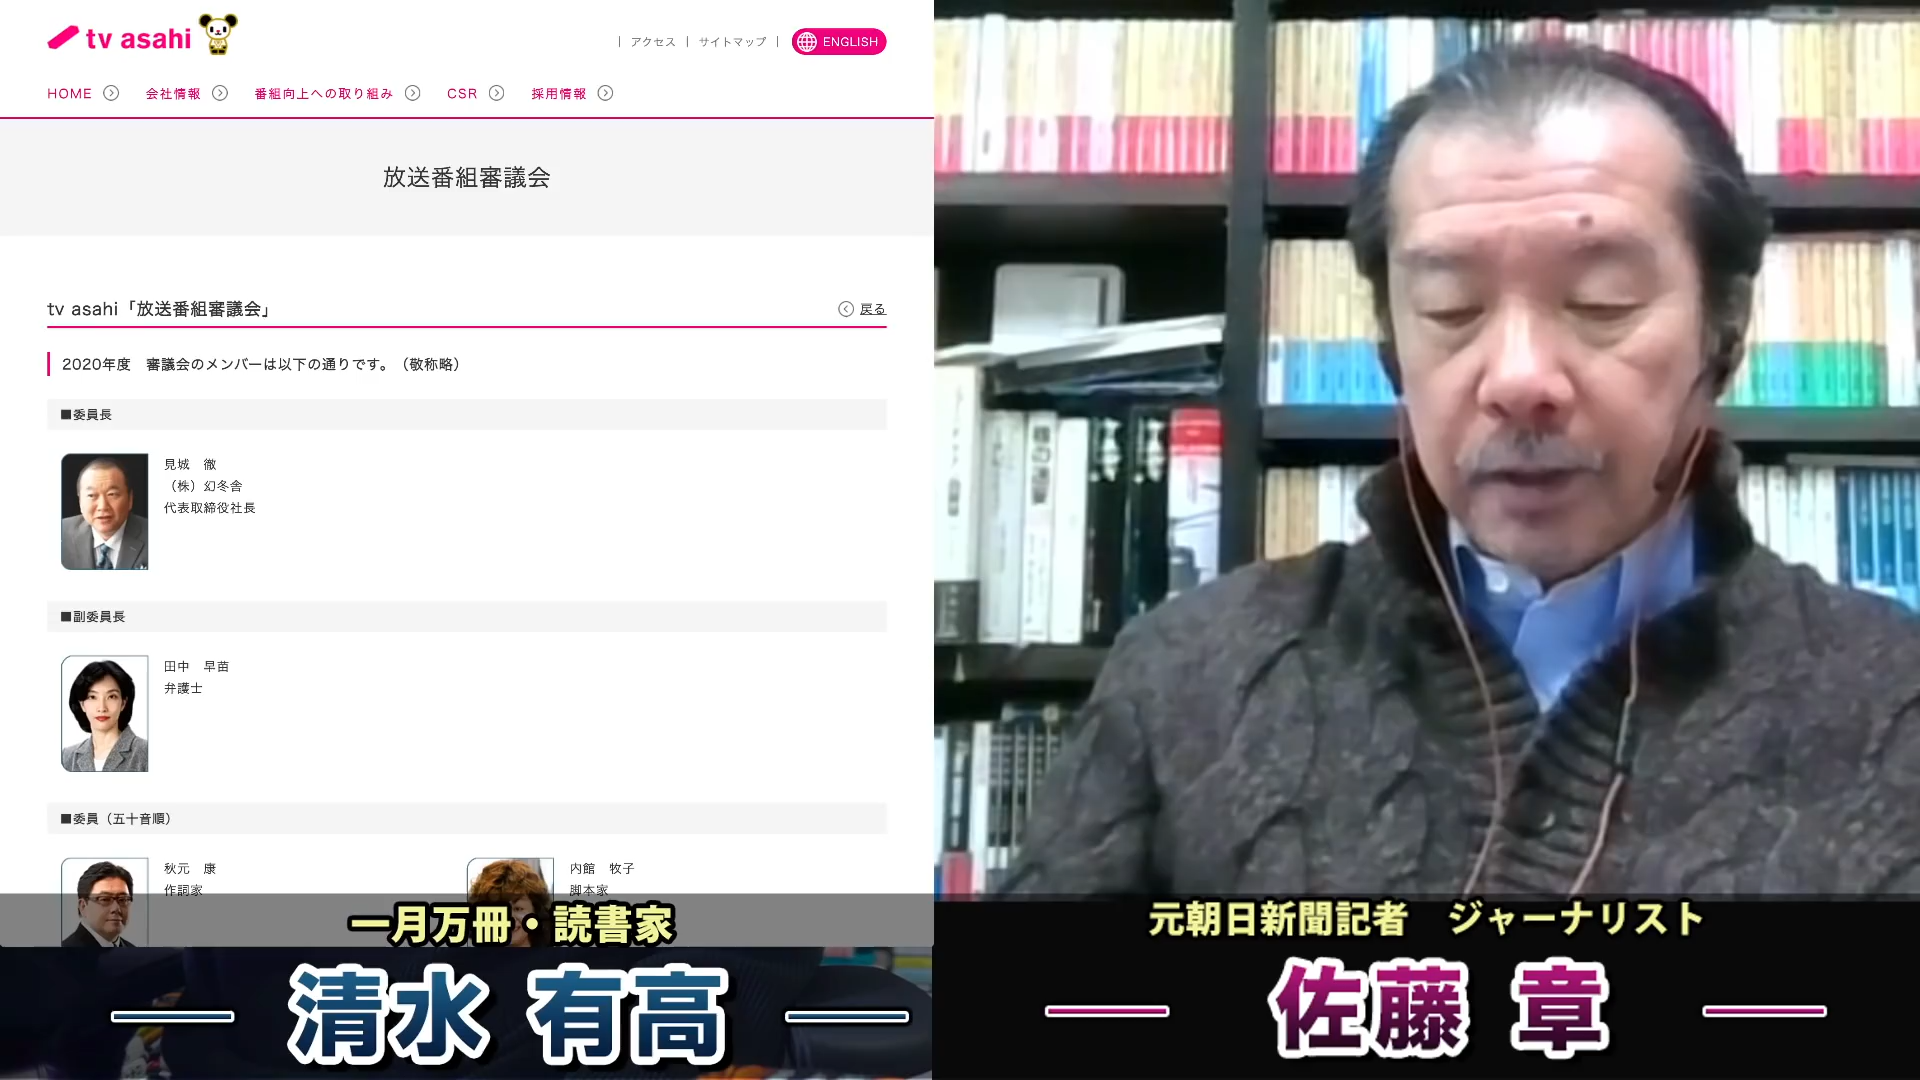 tv asahi
アクセス
サイトマップ
ENGLISH
HOME
会社情報
番組向上への取り組み
CSR
採用情報
放送番組審議会
tv asahi「放送番組審議会」
戻る
2020年度　審議会のメンバーは以下の通りです。（敬称略）
■委員長
見城　徹
（株）幻冬舎
代表取締役社長
■副委員長
田中　早苗
弁護士
■委員（五十音順）
秋元　康
作詞家
内館　牧子
脚本家
一月万冊・読書家
清水 有高
元朝日新聞記者　ジャーナリスト
佐藤 章